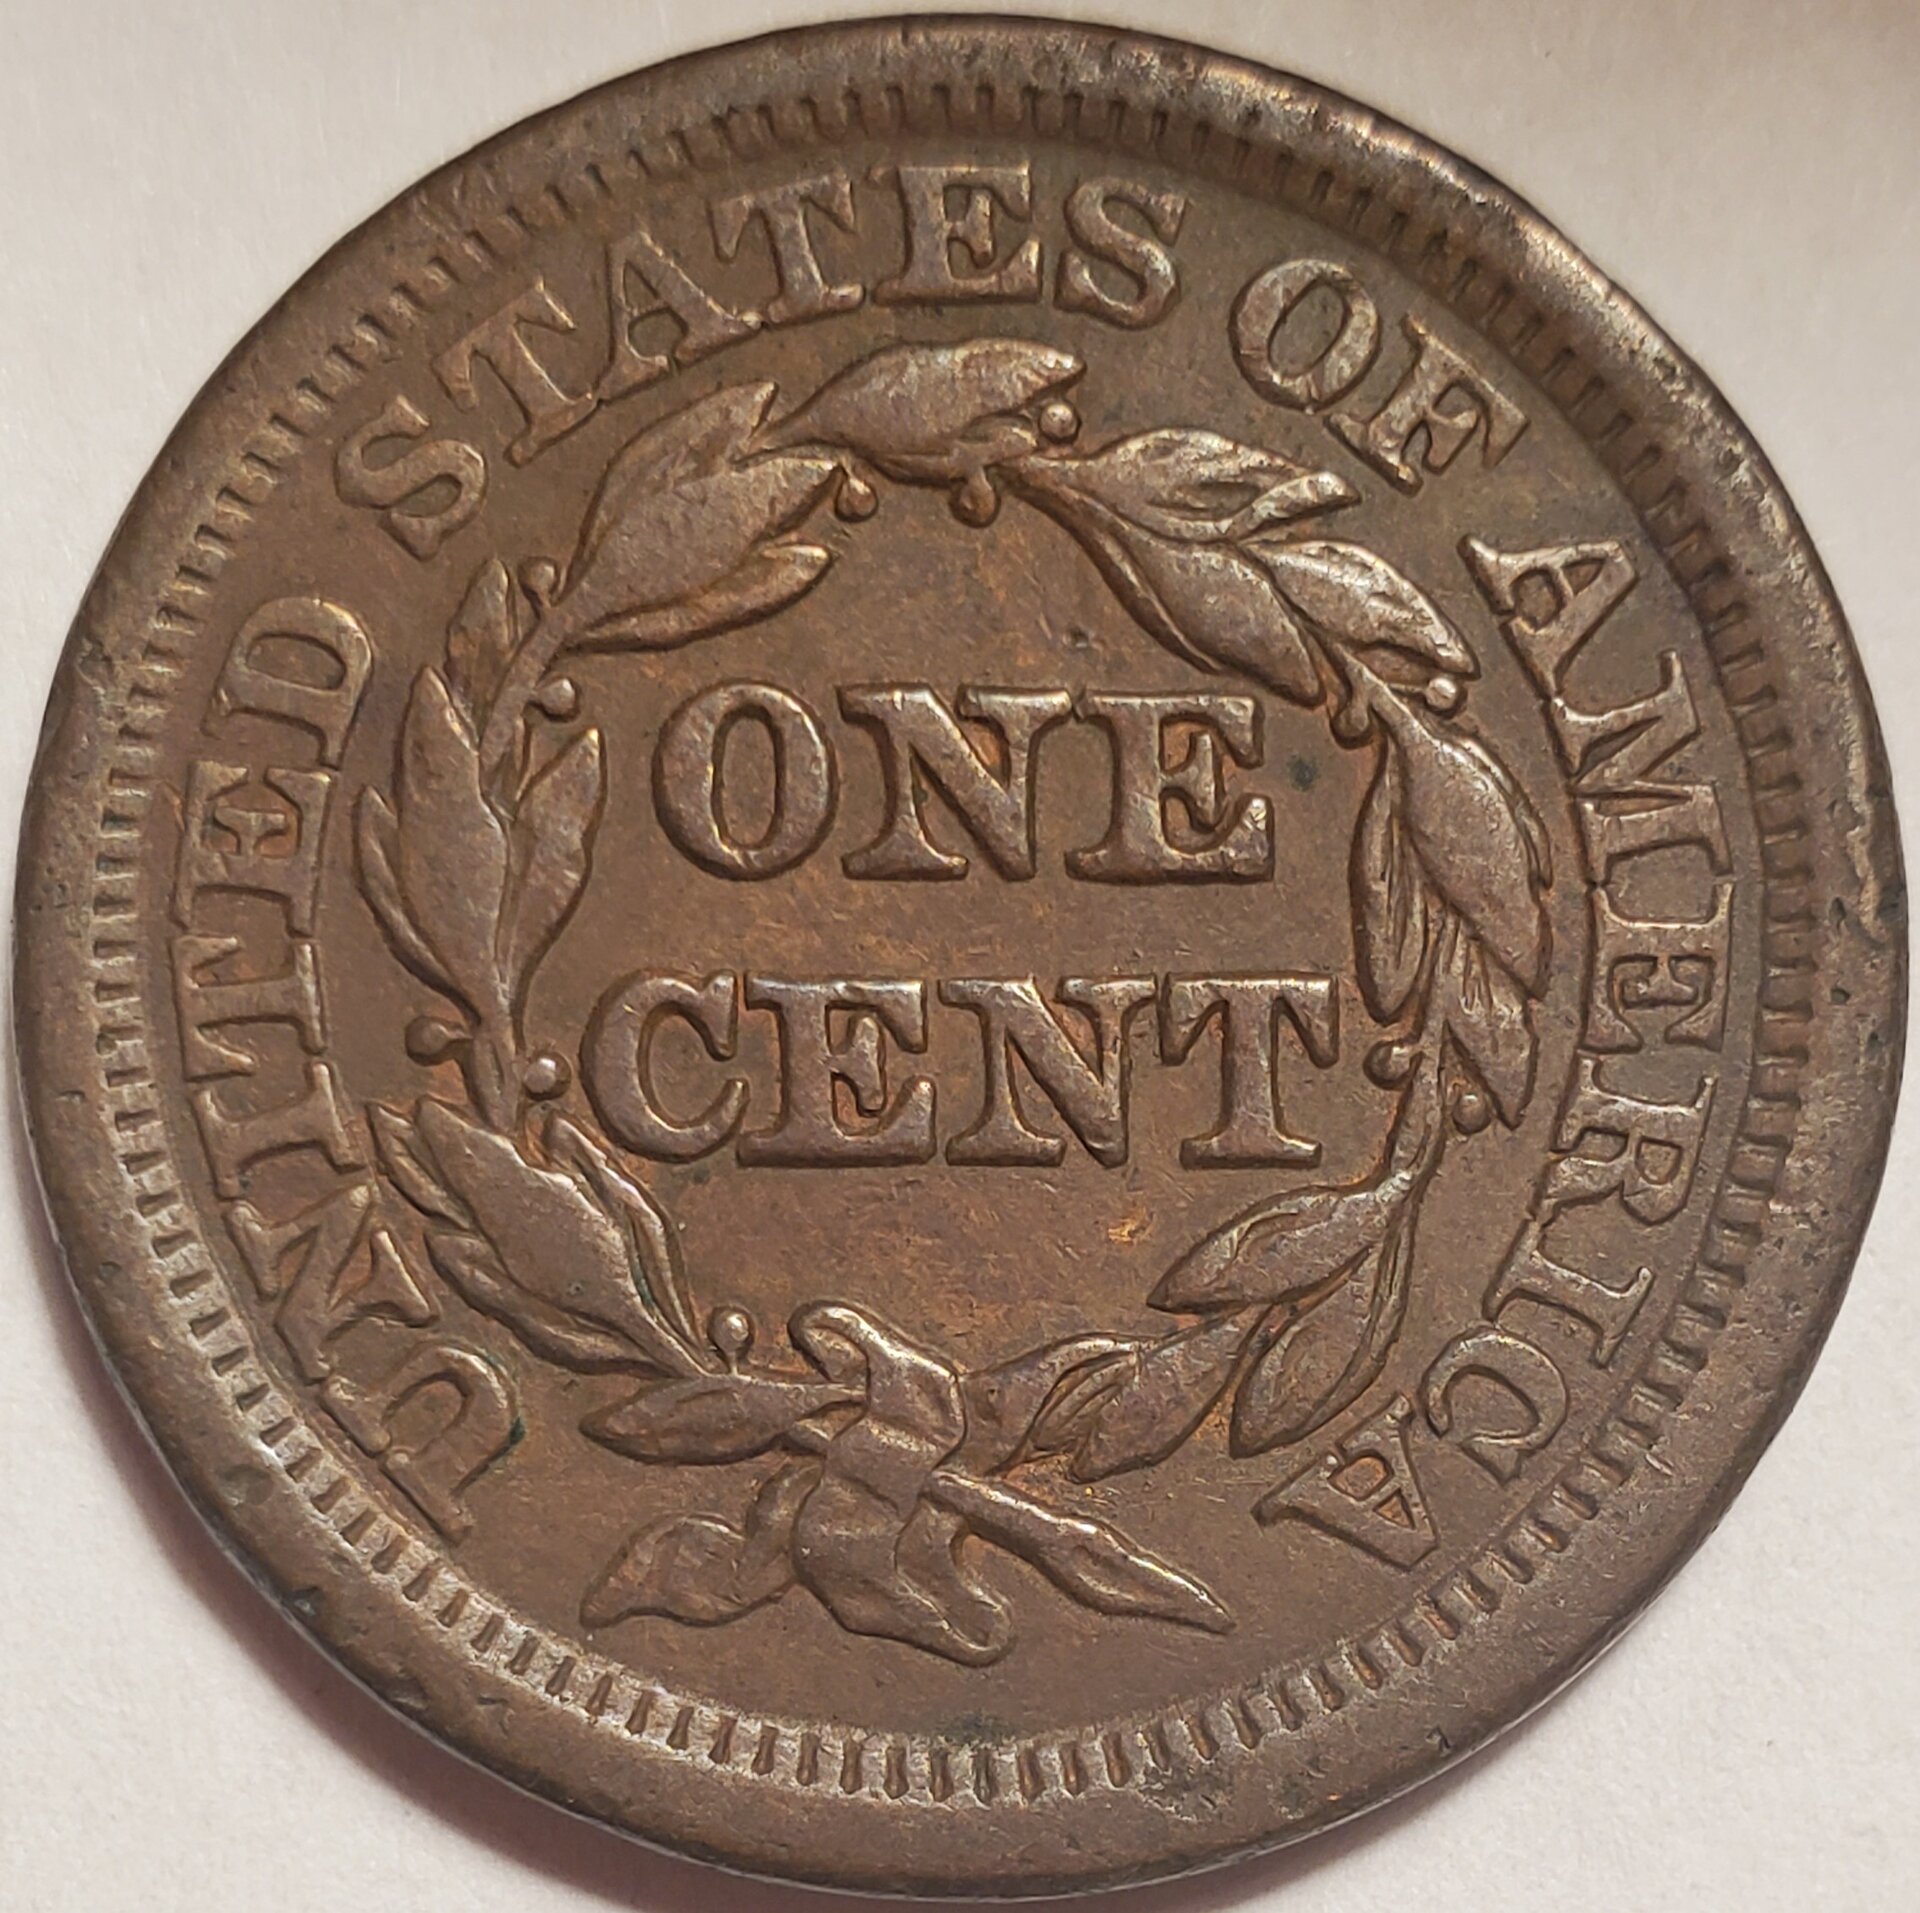 UNITED STATES OF AMERICA
ONE
CENT